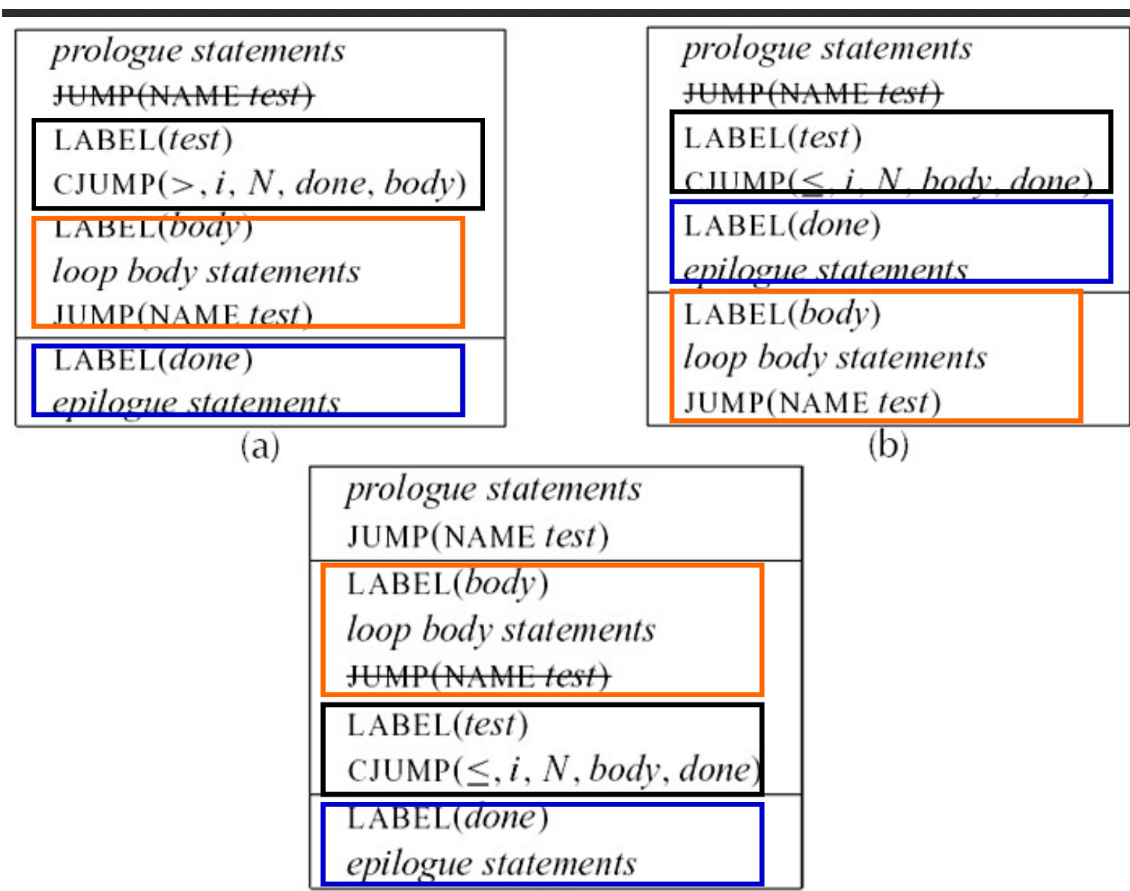 prologue statements
JUMP(NAME test)
LABEL(test)
CJUMP(>, i, N, done, body)
LABEL(body)
loop body statements
JUMP(NAME test)
LABEL(done)
epilogue statements
(a)
prologue statements
JUMP(NAME test)
LABEL(test)
CJUMP(≤, i, N, body, done)
LABEL(done)
epilogue statements
LABEL(body)
loop body statements
JUMP(NAME test)
(b)
prologue statements
JUMP(NAME test)
LABEL(body)
loop body statements
JUMP(NAME test)
LABEL(test)
CJUMP(≤, i, N, body, done)
LABEL(done)
epilogue statements